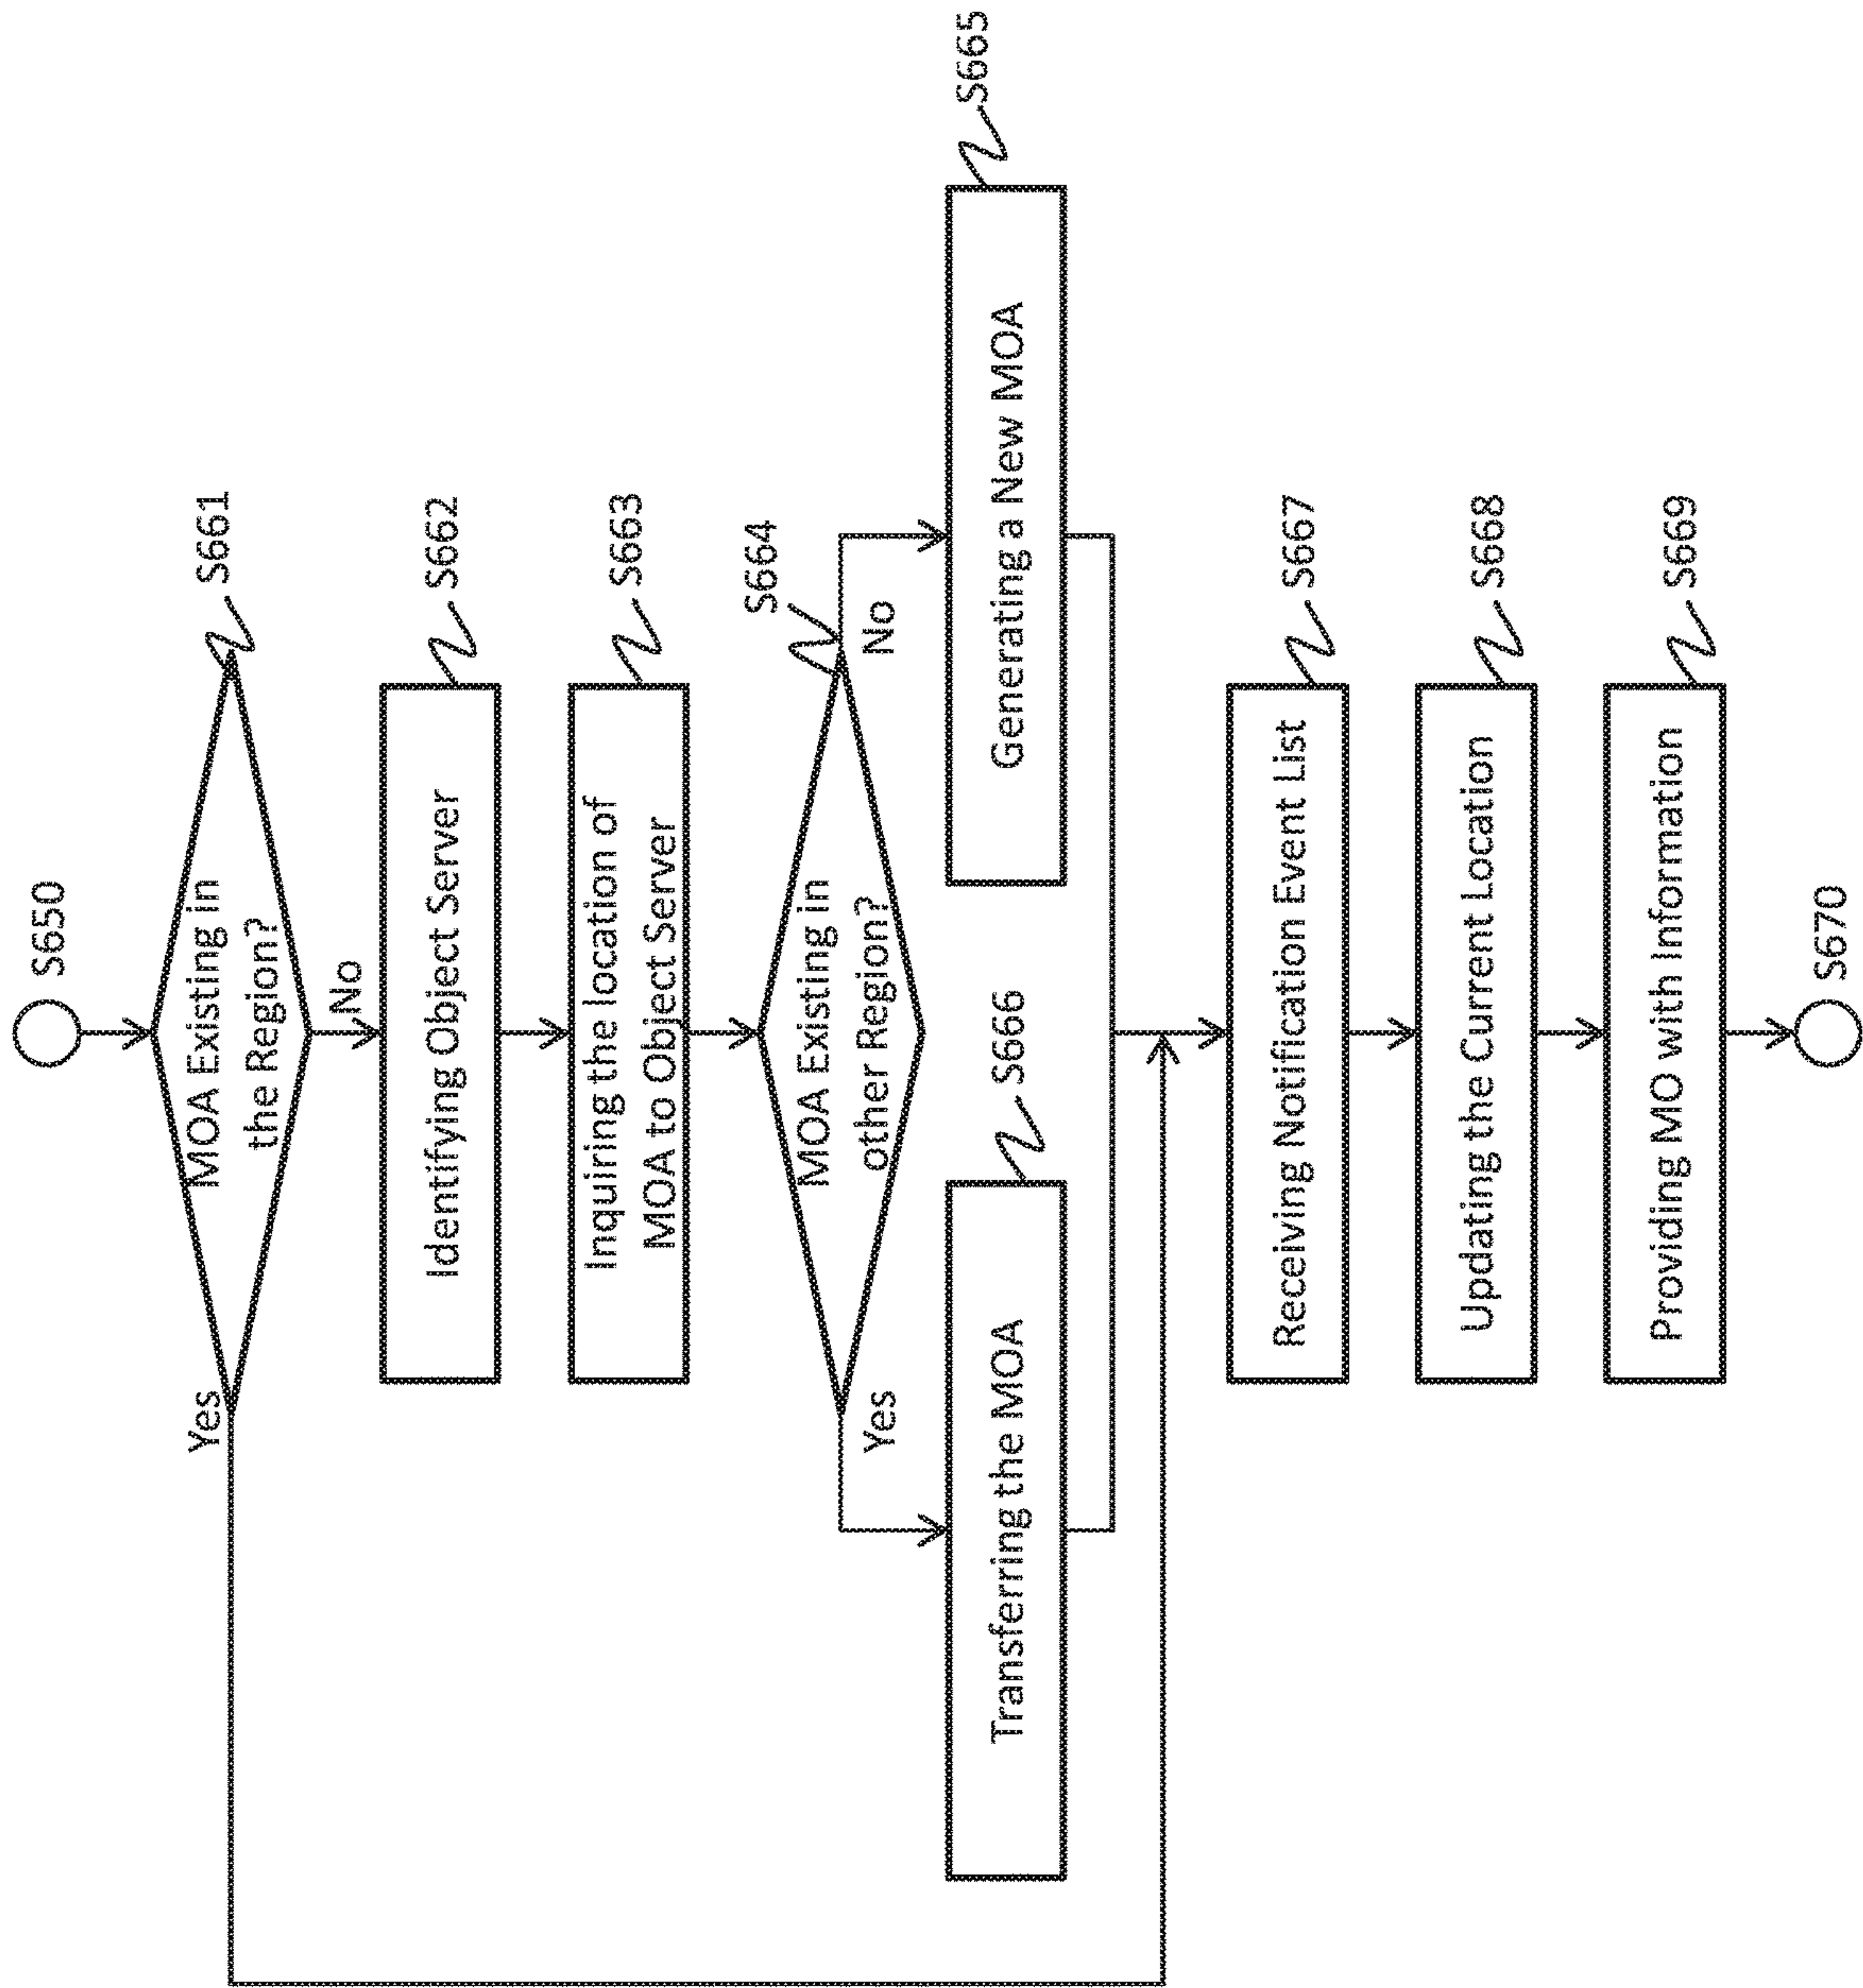 S650
MOA Existing in
the Region?
S661
Yes
No
Identifying Object Server
S662
Inquiring the location of
MOA to Object Server
S663
MOA Existing in
other Region?
S664
Yes
No
Transferring the MOA
S666
Generating a New MOA
S665
Receiving Notification Event List
S667
Updating the Current Location
S668
Providing MO with Information
S669
S670